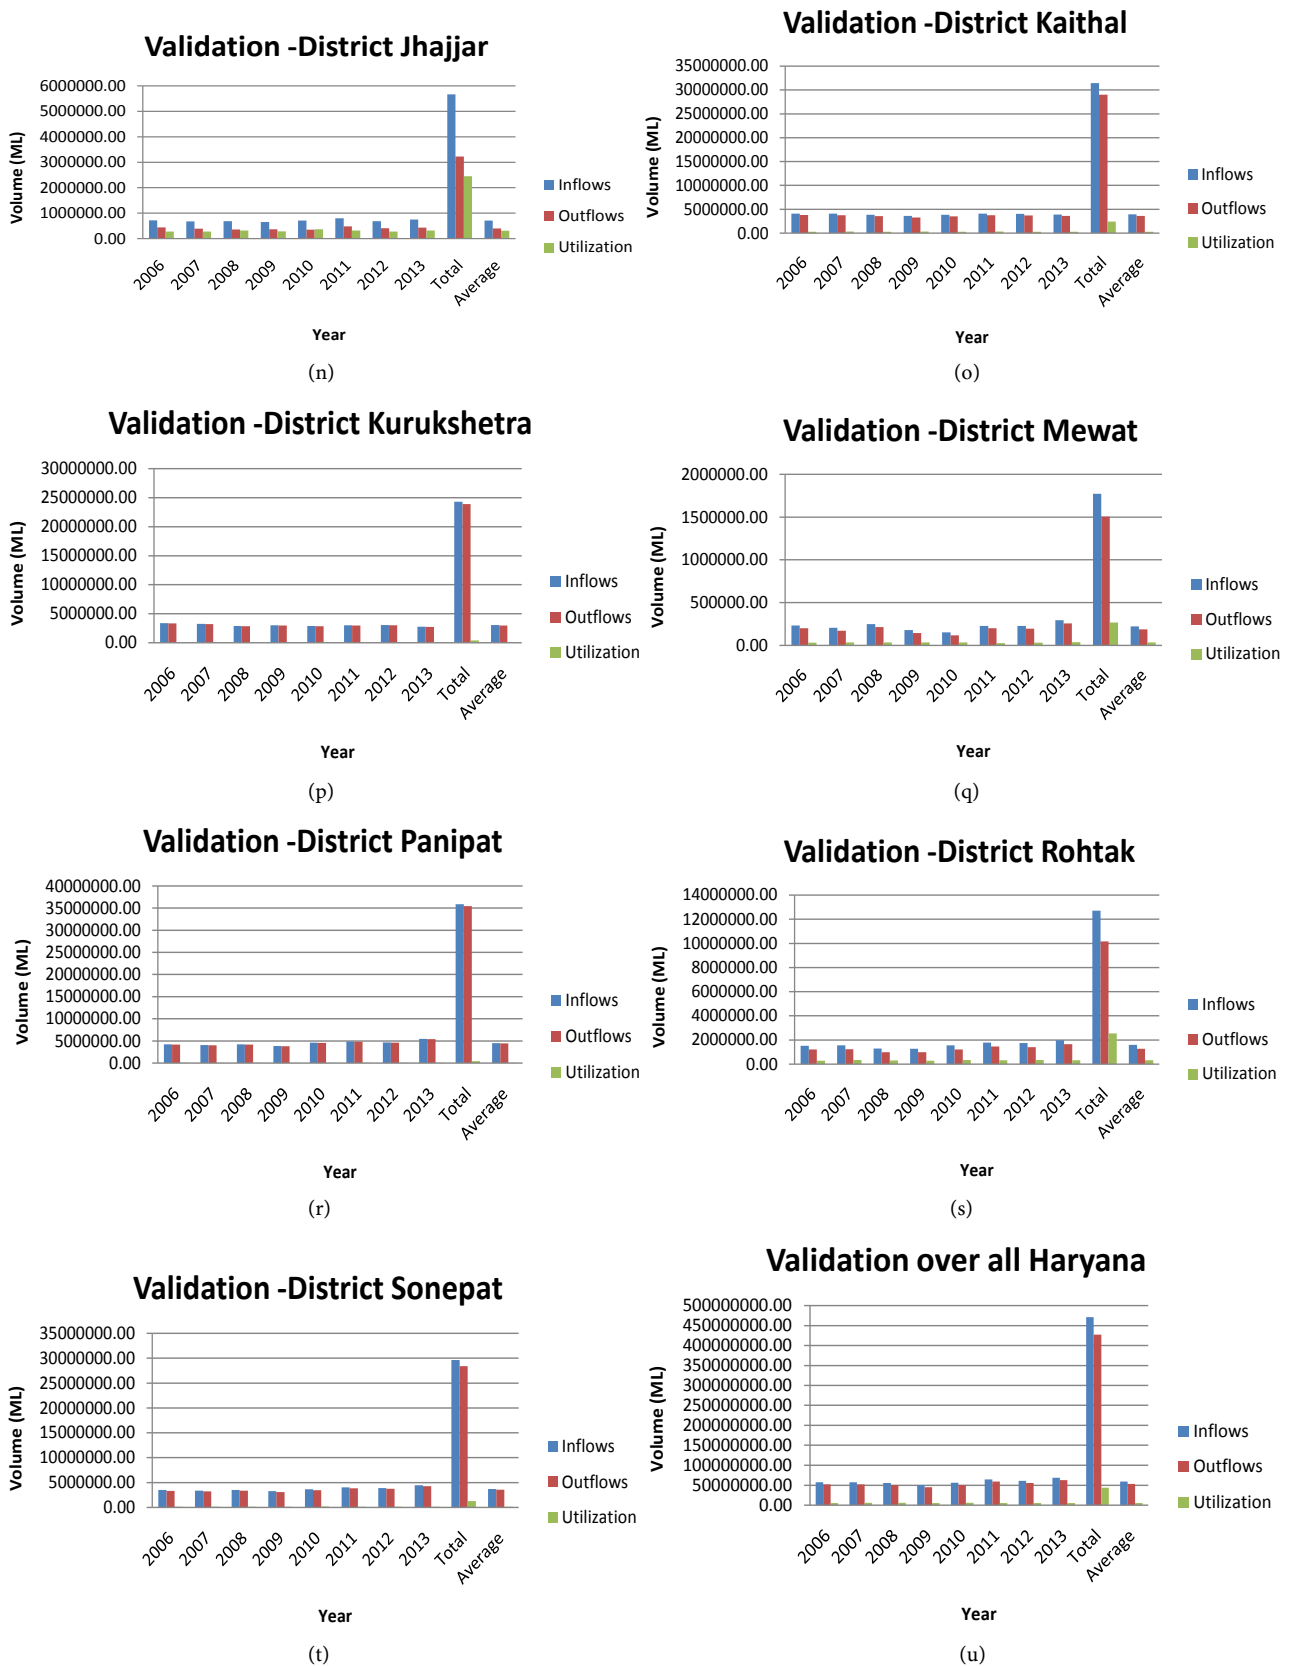 Validation -District Jhajjar
6000000.00
5000000.00
4000000.00
3000000.00
2000000.00
1000000.00
0.00
Volume (ML)
2006 2007 2008 2009 2010 2011 2012 2013 Total Average
Year
Inflows
Outflows
Utilization
(n)
Validation -District Kaithal
35000000.00
30000000.00
25000000.00
20000000.00
15000000.00
10000000.00
5000000.00
0.00
Volume (ML)
2006 2007 2008 2009 2010 2011 2012 2013 Total Average
Year
Inflows
Outflows
Utilization
(o)
Validation -District Kurukshetra
30000000.00
25000000.00
20000000.00
15000000.00
10000000.00
5000000.00
0.00
Volume (ML)
2006 2007 2008 2009 2010 2011 2012 2013 Total Average
Year
Inflows
Outflows
Utilization
(p)
Validation -District Mewat
2000000.00
1500000.00
1000000.00
500000.00
0.00
Volume (ML)
2006 2007 2008 2009 2010 2011 2012 2013 Total Average
Year
Inflows
Outflows
Utilization
(q)
Validation -District Panipat
40000000.00
35000000.00
30000000.00
25000000.00
20000000.00
15000000.00
10000000.00
5000000.00
0.00
Volume (ML)
2006 2007 2008 2009 2010 2011 2012 2013 Total Average
Year
Inflows
Outflows
Utilization
(r)
Validation -District Rohtak
14000000.00
12000000.00
10000000.00
8000000.00
6000000.00
4000000.00
2000000.00
0.00
Volume (ML)
2006 2007 2008 2009 2010 2011 2012 2013 Total Average
Year
Inflows
Outflows
Utilization
(s)
Validation -District Sonepat
35000000.00
30000000.00
25000000.00
20000000.00
15000000.00
10000000.00
5000000.00
0.00
Volume (ML)
2006 2007 2008 2009 2010 2011 2012 2013 Total Average
Year
Inflows
Outflows
Utilization
(t)
Validation over all Haryana
500000000.00
450000000.00
400000000.00
350000000.00
300000000.00
250000000.00
200000000.00
150000000.00
100000000.00
50000000.00
0.00
Volume (ML)
2006 2007 2008 2009 2010 2011 2012 2013 Total Average
Year
Inflows
Outflows
Utilization
(u)